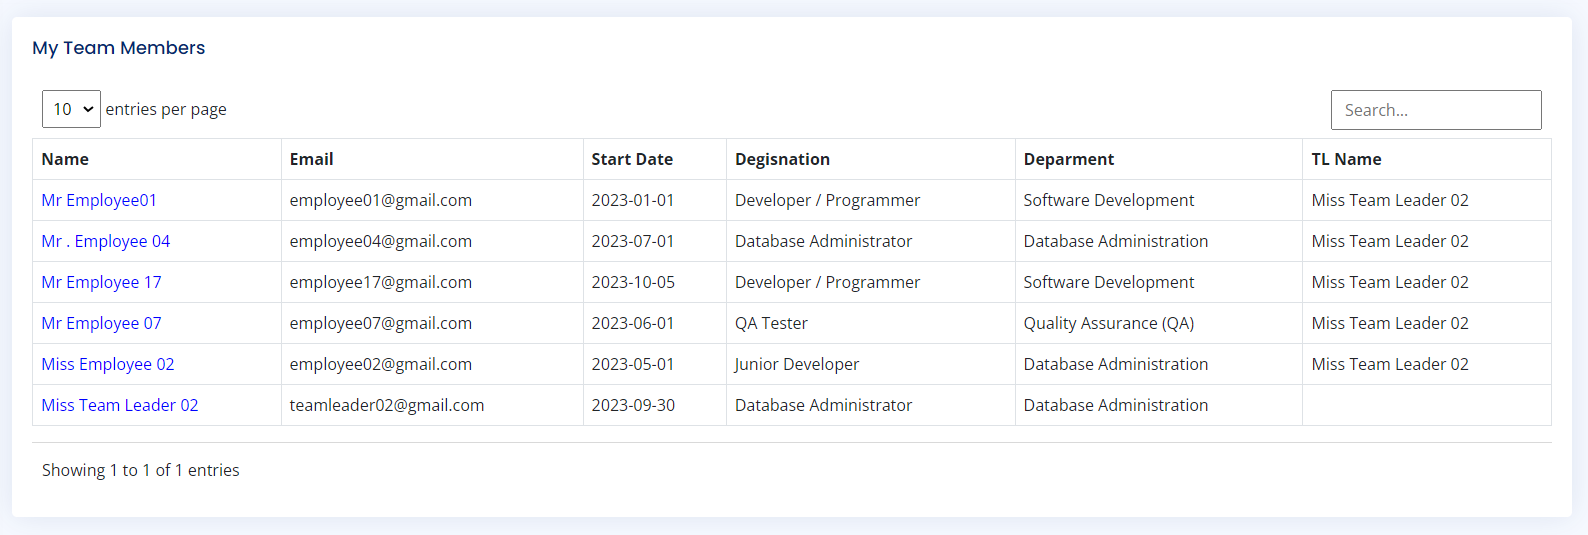 My Team Members
10 entries per page Search...
Name Email Start Date Degisnation Deparment TL Name
Mr Employee01 employee01@gmail.com 2023-01-01 Developer / Programmer Software Development Miss Team Leader 02
Mr . Employee 04 employee04@gmail.com 2023-07-01 Database Administrator Database Administration Miss Team Leader 02
Mr Employee 17 employee17@gmail.com 2023-10-05 Developer / Programmer Software Development Miss Team Leader 02
Mr Employee 07 employee07@gmail.com 2023-06-01 QA Tester Quality Assurance (QA) Miss Team Leader 02
Miss Employee 02 employee02@gmail.com 2023-05-01 Junior Developer Database Administration Miss Team Leader 02
Miss Team Leader 02 teamleader02@gmail.com 2023-09-30 Database Administrator Database Administration
Showing 1 to 1 of 1 entries